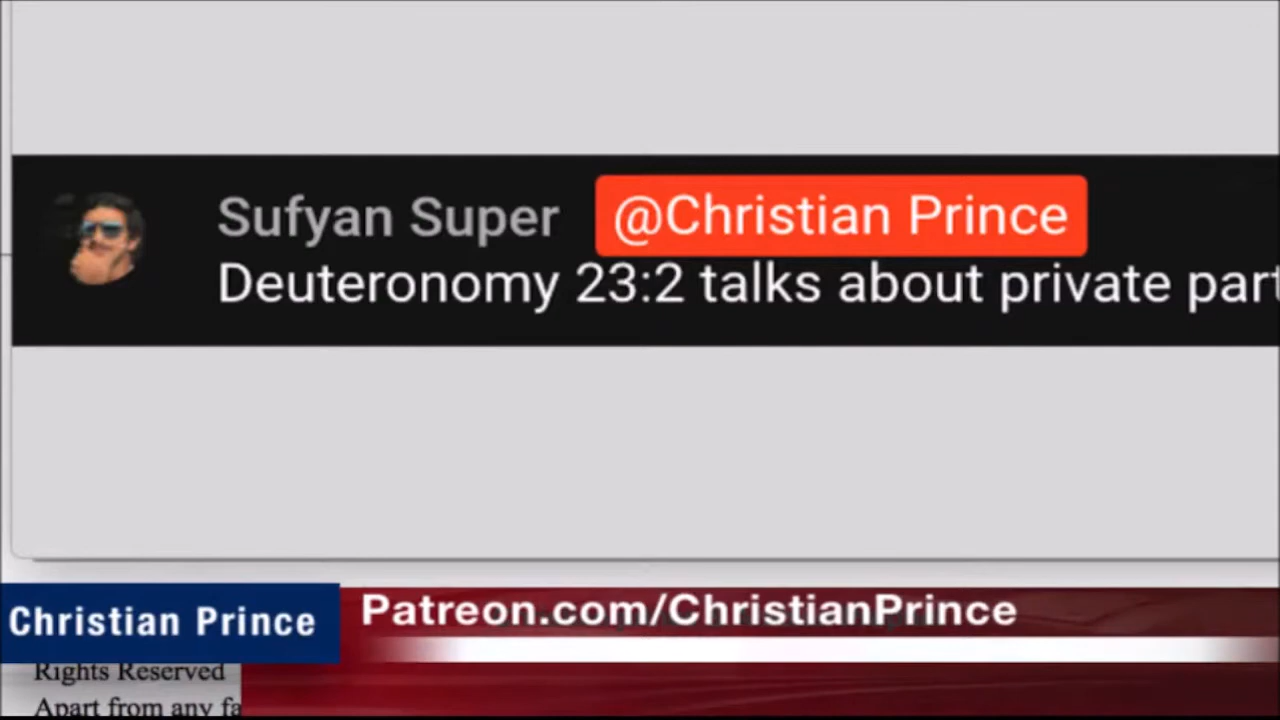 Sufyan Super @Christian Prince
Deuteronomy 23:2 talks about private part
Christian Prince
Patreon.com/ChristianPrince
Rights Reserved
Apart from any fa